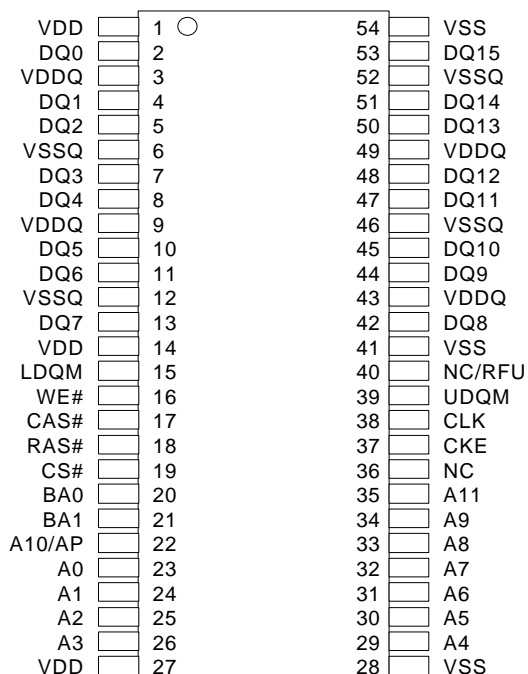 VDD 1 54 VSS
DQ0 2 53 DQ15
VDDQ 3 52 VSSQ
DQ1 4 51 DQ14
DQ2 5 50 DQ13
VSSQ 6 49 VDDQ
DQ3 7 48 DQ12
DQ4 8 47 DQ11
VDDQ 9 46 VSSQ
DQ5 10 45 DQ10
DQ6 11 44 DQ9
VSSQ 12 43 VDDQ
DQ7 13 42 DQ8
VDD 14 41 VSS
LDQM 15 40 NC/RFU
WE# 16 39 UDQM
CAS# 17 38 CLK
RAS# 18 37 CKE
CS# 19 36 NC
BA0 20 35 A11
BA1 21 34 A9
A10/AP 22 33 A8
A0 23 32 A7
A1 24 31 A6
A2 25 30 A5
A3 26 29 A4
VDD 27 28 VSS